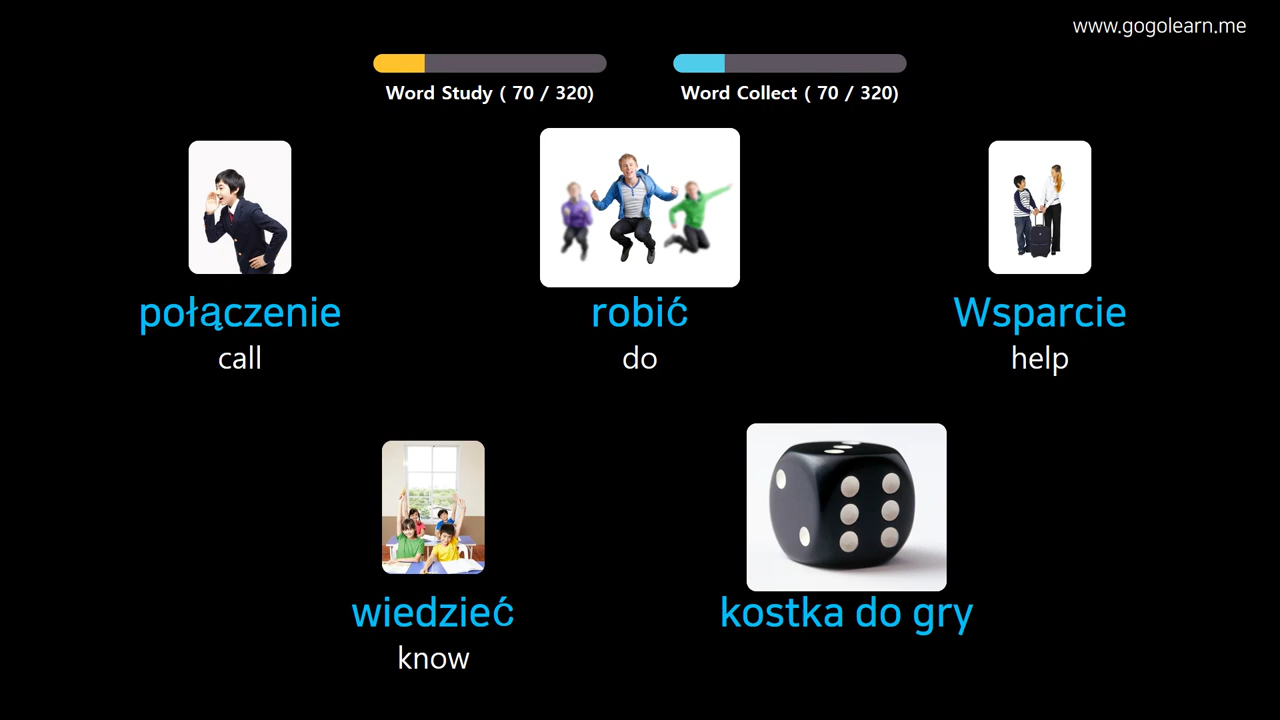 www.gogolearn.me
Word Study ( 70 / 320)
Word Collect ( 70 / 320)
połączenie
call
robić
do
Wsparcie
help
wiedzieć
know
kostka do gry